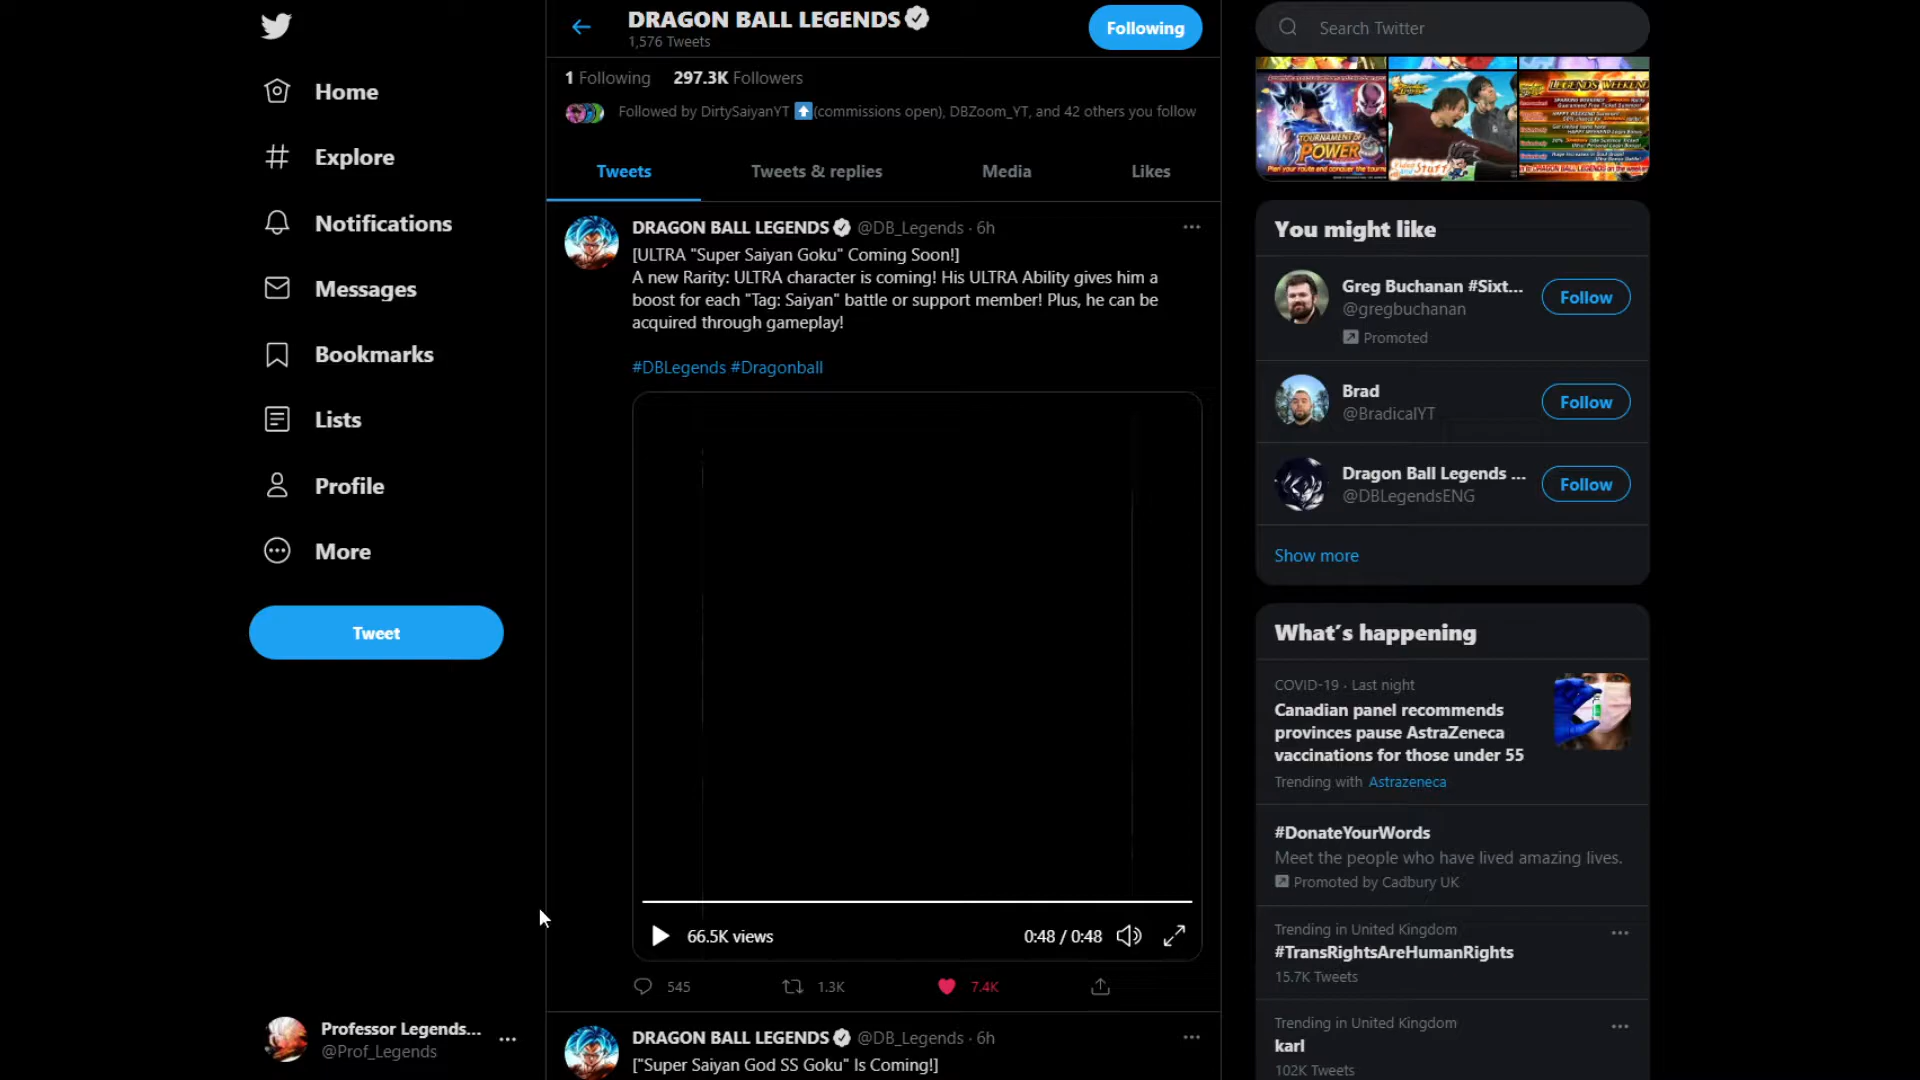 Home
Explore
Notifications
Messages
Bookmarks
Lists
Profile
More
Tweet
Professor Legends...
@Prof_Legends
DRAGON BALL LEGENDS
1,576 Tweets
Following
1 Following 297.3K Followers
Followed by DirtySaiyanYT ⬆(commissions open), DBZoom_YT, and 42 others you follow
Tweets Tweets & replies Media Likes
DRAGON BALL LEGENDS @DB_Legends · 6h
[ULTRA "Super Saiyan Goku" Coming Soon!]
A new Rarity: ULTRA character is coming! His ULTRA Ability gives him a
boost for each "Tag: Saiyan" battle or support member! Plus, he can be
acquired through gameplay!
#DBLegends #Dragonball
66.5K views 0:48 / 0:48
545 1.3K 7.4K
DRAGON BALL LEGENDS @DB_Legends · 6h
["Super Saiyan God SS Goku" Is Coming!]
Search Twitter
TOURNAMENT OF
POWER
LEGENDS WEEKEND
You might like
Greg Buchanan #Sixt...
@gregbuchanan
Promoted
Follow
Brad
@BradicalYT
Follow
Dragon Ball Legends ...
@DBLegendsENG
Follow
Show more
What's happening
COVID-19 · Last night
Canadian panel recommends
provinces pause AstraZeneca
vaccinations for those under 55
Trending with Astrazeneca
#DonateYourWords
Meet the people who have lived amazing lives.
Promoted by Cadbury UK
Trending in United Kingdom
#TransRightsAreHumanRights
15.7K Tweets
Trending in United Kingdom
karl
102K Tweets